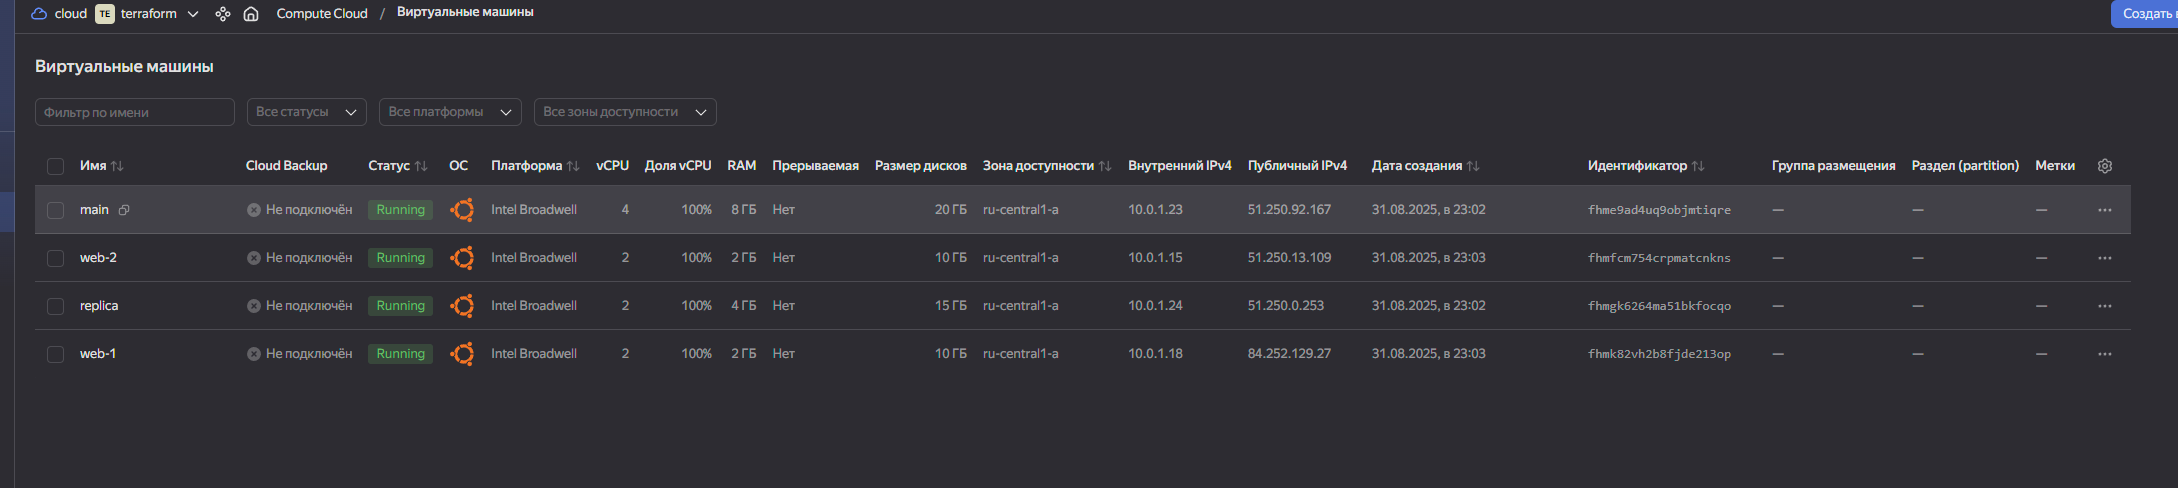 cloud TE terraform Compute Cloud / Виртуальные машины
Создать
Виртуальные машины
Фильтр по имени Все статусы Все платформы Все зоны доступности
Имя Cloud Backup Статус ОС Платформа vCPU Доля vCPU RAM Прерываемая Размер дисков Зона доступности Внутренний IPv4 Публичный IPv4 Дата создания Идентификатор Группа размещения Раздел (partition) Метки
main Не подключён Running Intel Broadwell 4 100% 8 ГБ Нет 20 ГБ ru-central1-a 10.0.1.23 51.250.92.167 31.08.2025, в 23:02 fhme9ad4uq9objmtiqre — — —
web-2 Не подключён Running Intel Broadwell 2 100% 2 ГБ Нет 10 ГБ ru-central1-a 10.0.1.15 51.250.13.109 31.08.2025, в 23:03 fhmfcm754crpmatcnkns — — —
replica Не подключён Running Intel Broadwell 2 100% 4 ГБ Нет 15 ГБ ru-central1-a 10.0.1.24 51.250.0.253 31.08.2025, в 23:02 fhmgk6264ma51bkfocqo — — —
web-1 Не подключён Running Intel Broadwell 2 100% 2 ГБ Нет 10 ГБ ru-central1-a 10.0.1.18 84.252.129.27 31.08.2025, в 23:03 fhmk82vh2b8fjde213op — — —